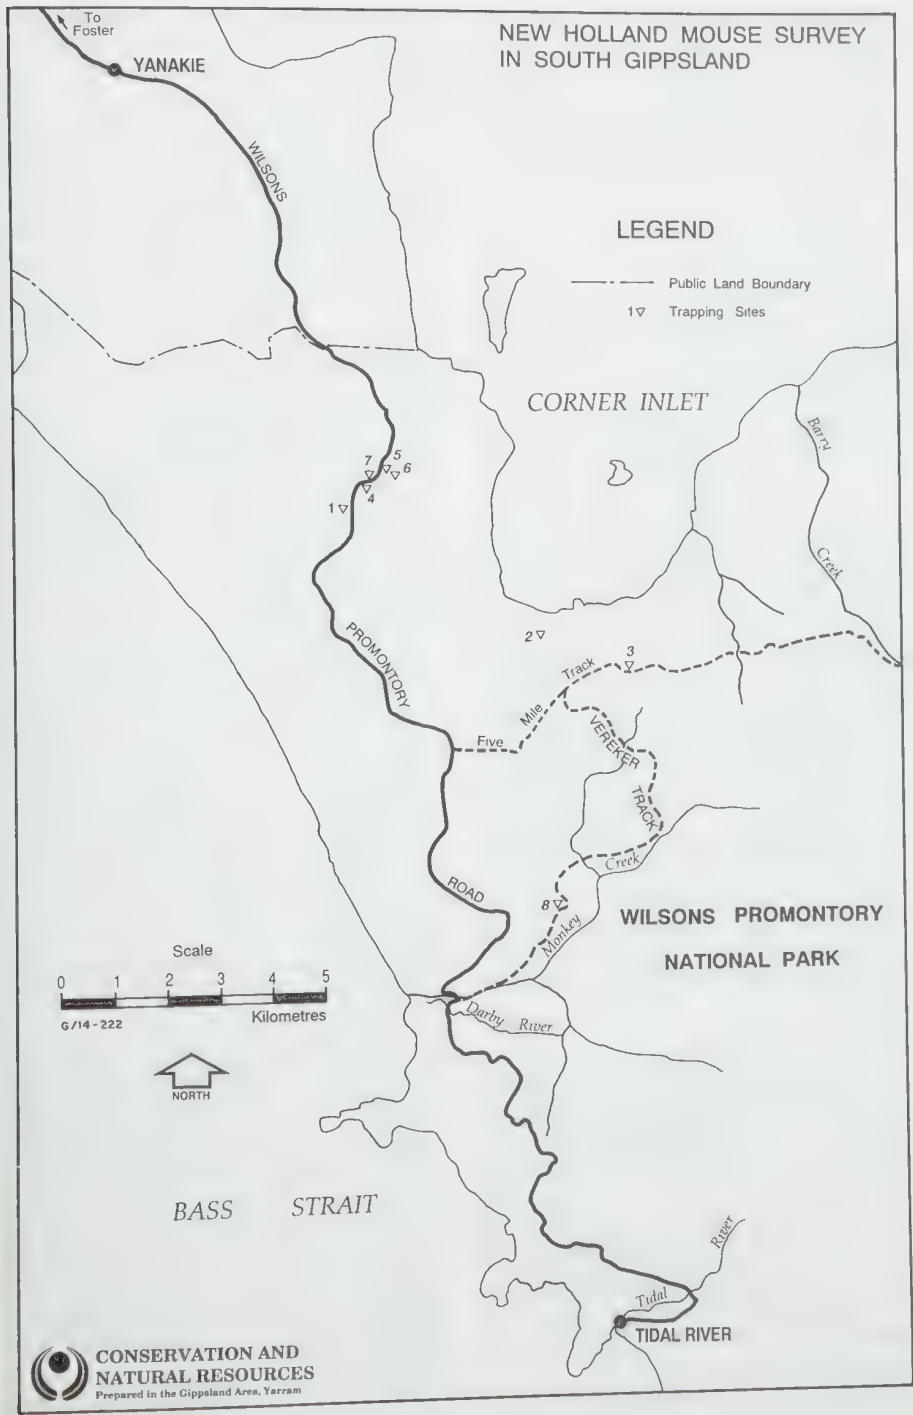 To
Foster
YANAKIE
NEW HOLLAND MOUSE SURVEY
IN SOUTH GIPPSLAND
WILSONS
LEGEND
Public Land Boundary
1 Trapping Sites
CORNER INLET
Barry
Creek
5
7
6
4
1
2
3
PROMONTORY
Track
Mile
Five
VEREKER
TRACK
Creek
ROAD
8
Monkey
WILSONS PROMONTORY
NATIONAL PARK
Scale
0 1 2 3 4 5
Kilometres
G/14-222
Darby River
NORTH
BASS STRAIT
River
Tidal
TIDAL RIVER
CONSERVATION AND
NATURAL RESOURCES
Prepared in the Gippsland Area, Yarram